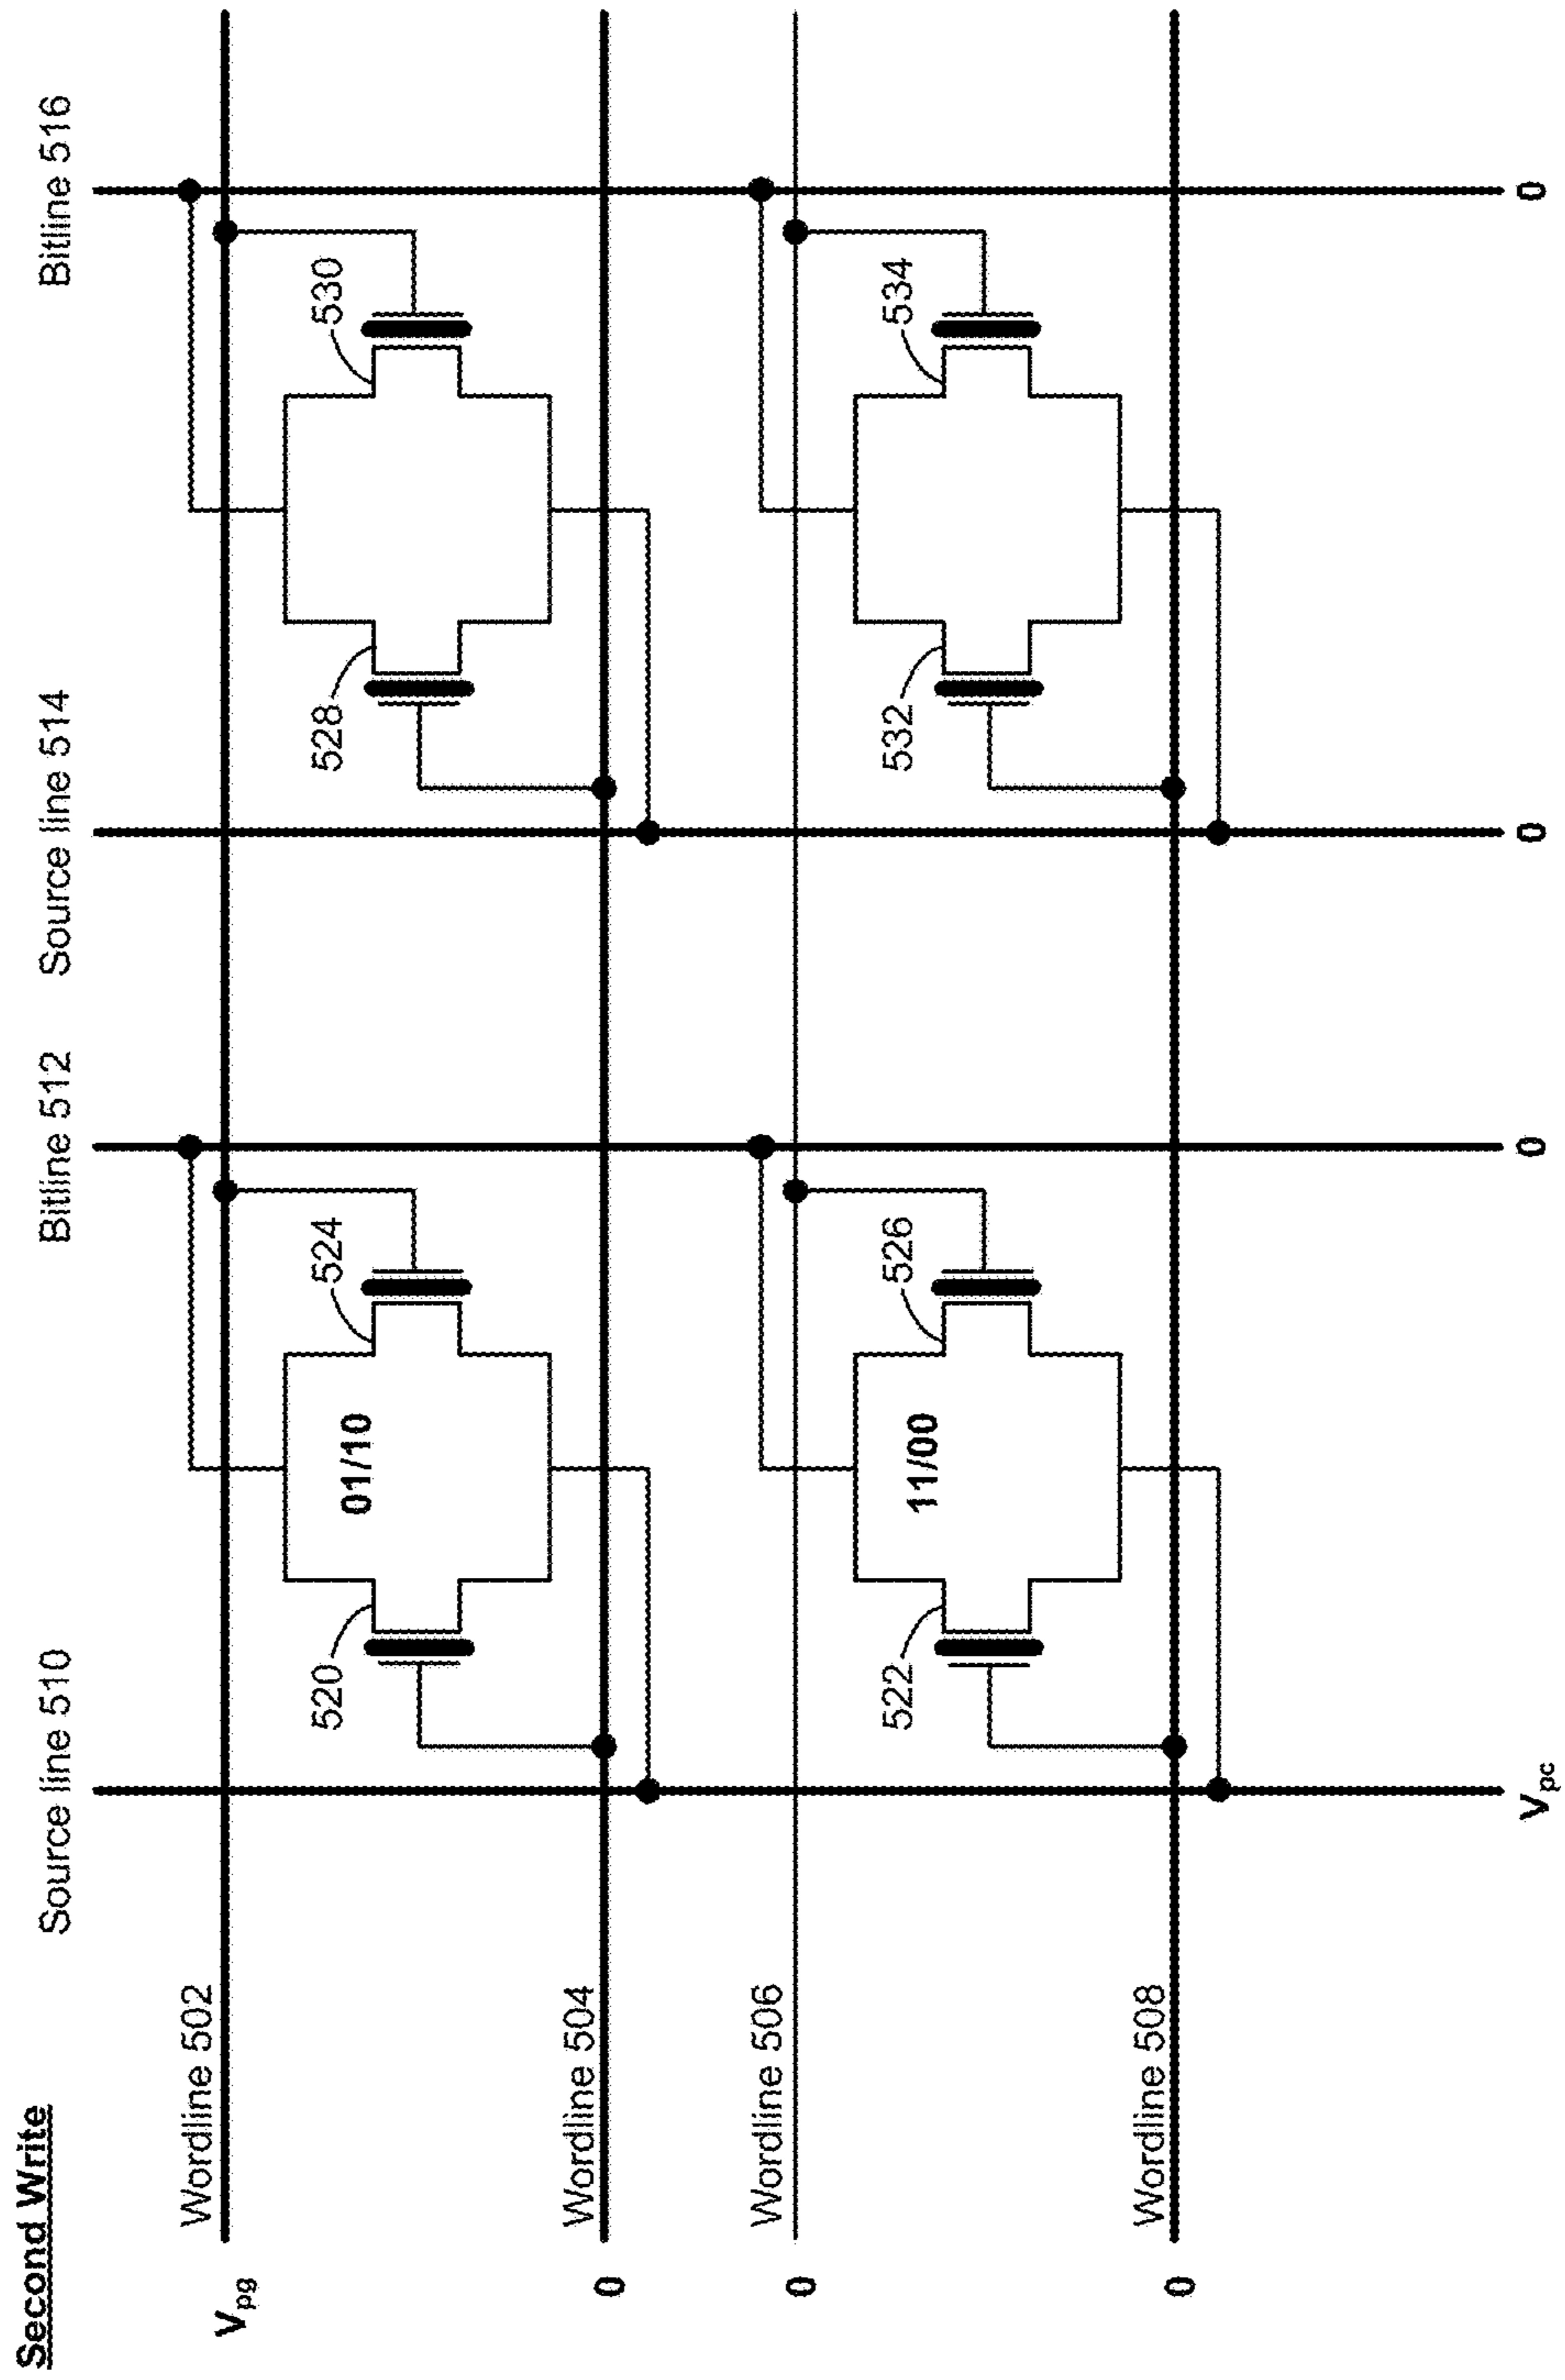 Second Write
Source line 510
Bitline 512
Source line 514
Bitline 516
Wordline 502
V_pg
520
524
01/10
528
530
Wordline 504
0
Wordline 506
0
522
526
11/00
532
534
Wordline 508
0
V_pc
0
0
0